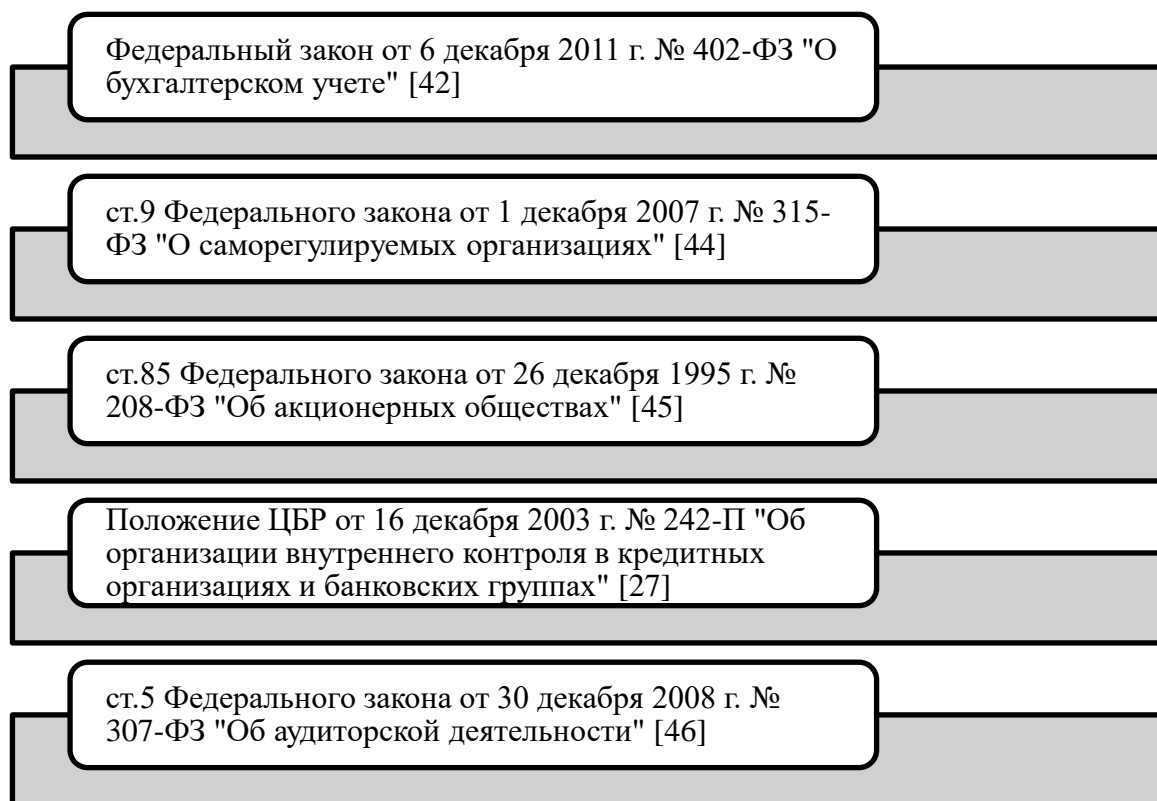 Федеральный закон от 6 декабря 2011 г. № 402-ФЗ "О
бухгалтерском учете" [42]
ст.9 Федерального закона от 1 декабря 2007 г. № 315-
ФЗ "О саморегулируемых организациях" [44]
ст.85 Федерального закона от 26 декабря 1995 г. №
208-ФЗ "Об акционерных обществах" [45]
Положение ЦБР от 16 декабря 2003 г. № 242-П "Об
организации внутреннего контроля в кредитных
организациях и банковских группах" [27]
ст.5 Федерального закона от 30 декабря 2008 г. №
307-ФЗ "Об аудиторской деятельности" [46]